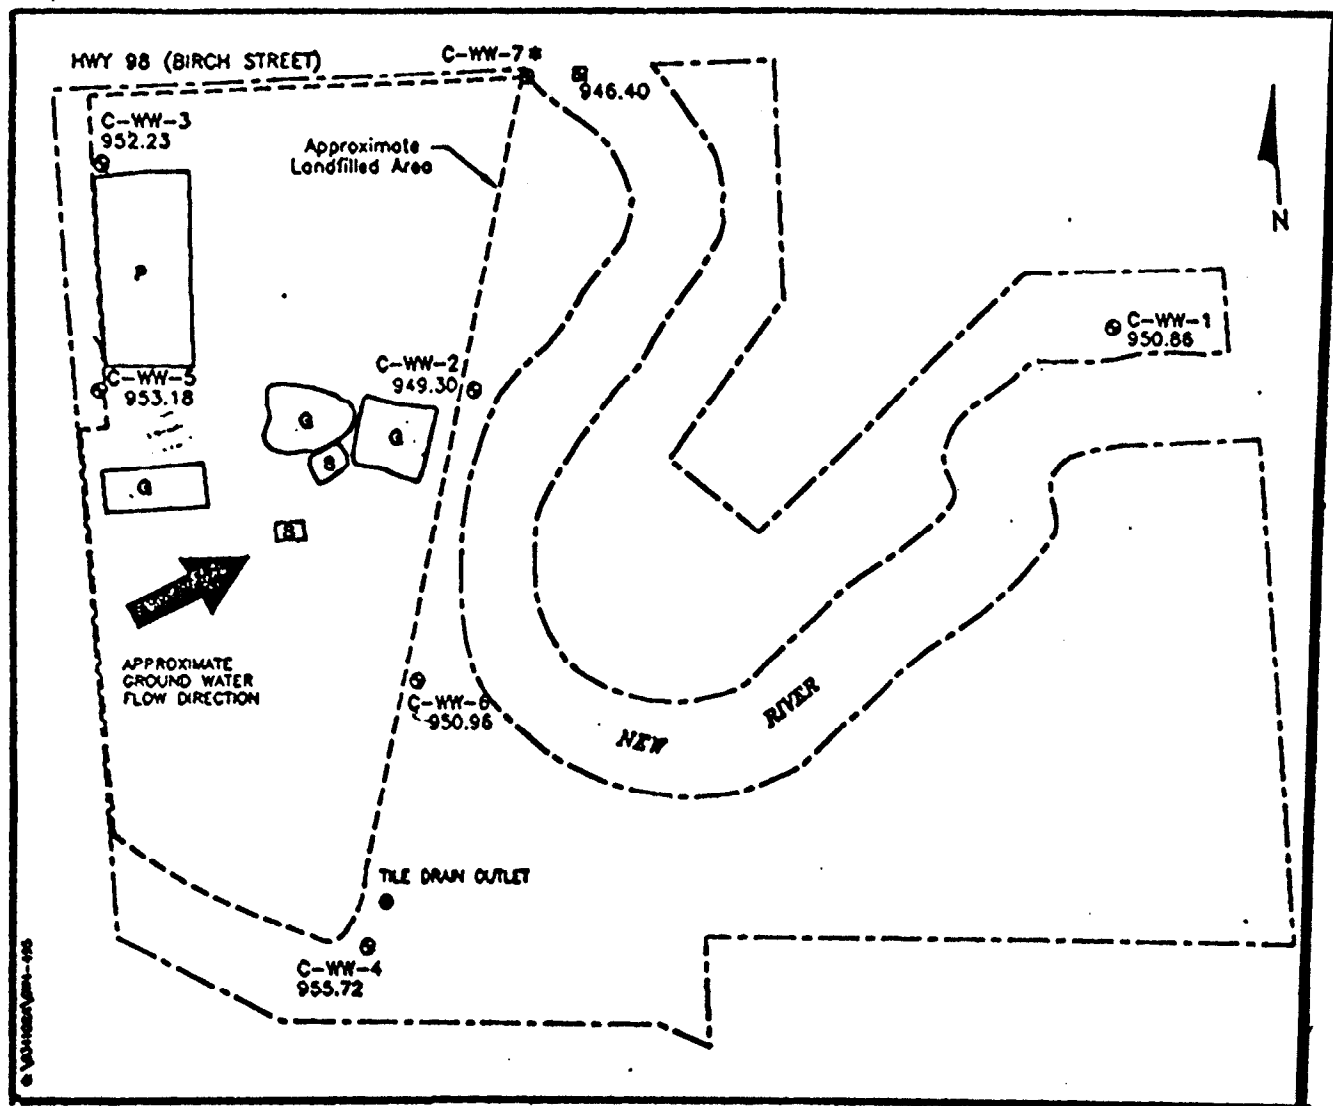 HWY 98 (BIRCH STREET)
C-WW-7*
946.40
C-WW-3
952.23
Approximate
Landfilled Area
P
N
C-WW-1
950.86
C-WW-2
949.30
C-WW-5
953.18
G
G
S
G
S
APPROXIMATE
GROUND WATER
FLOW DIRECTION
C-WW-6
950.96
NEW RIVER
TILE DRAIN OUTLET
C-WW-4
955.72